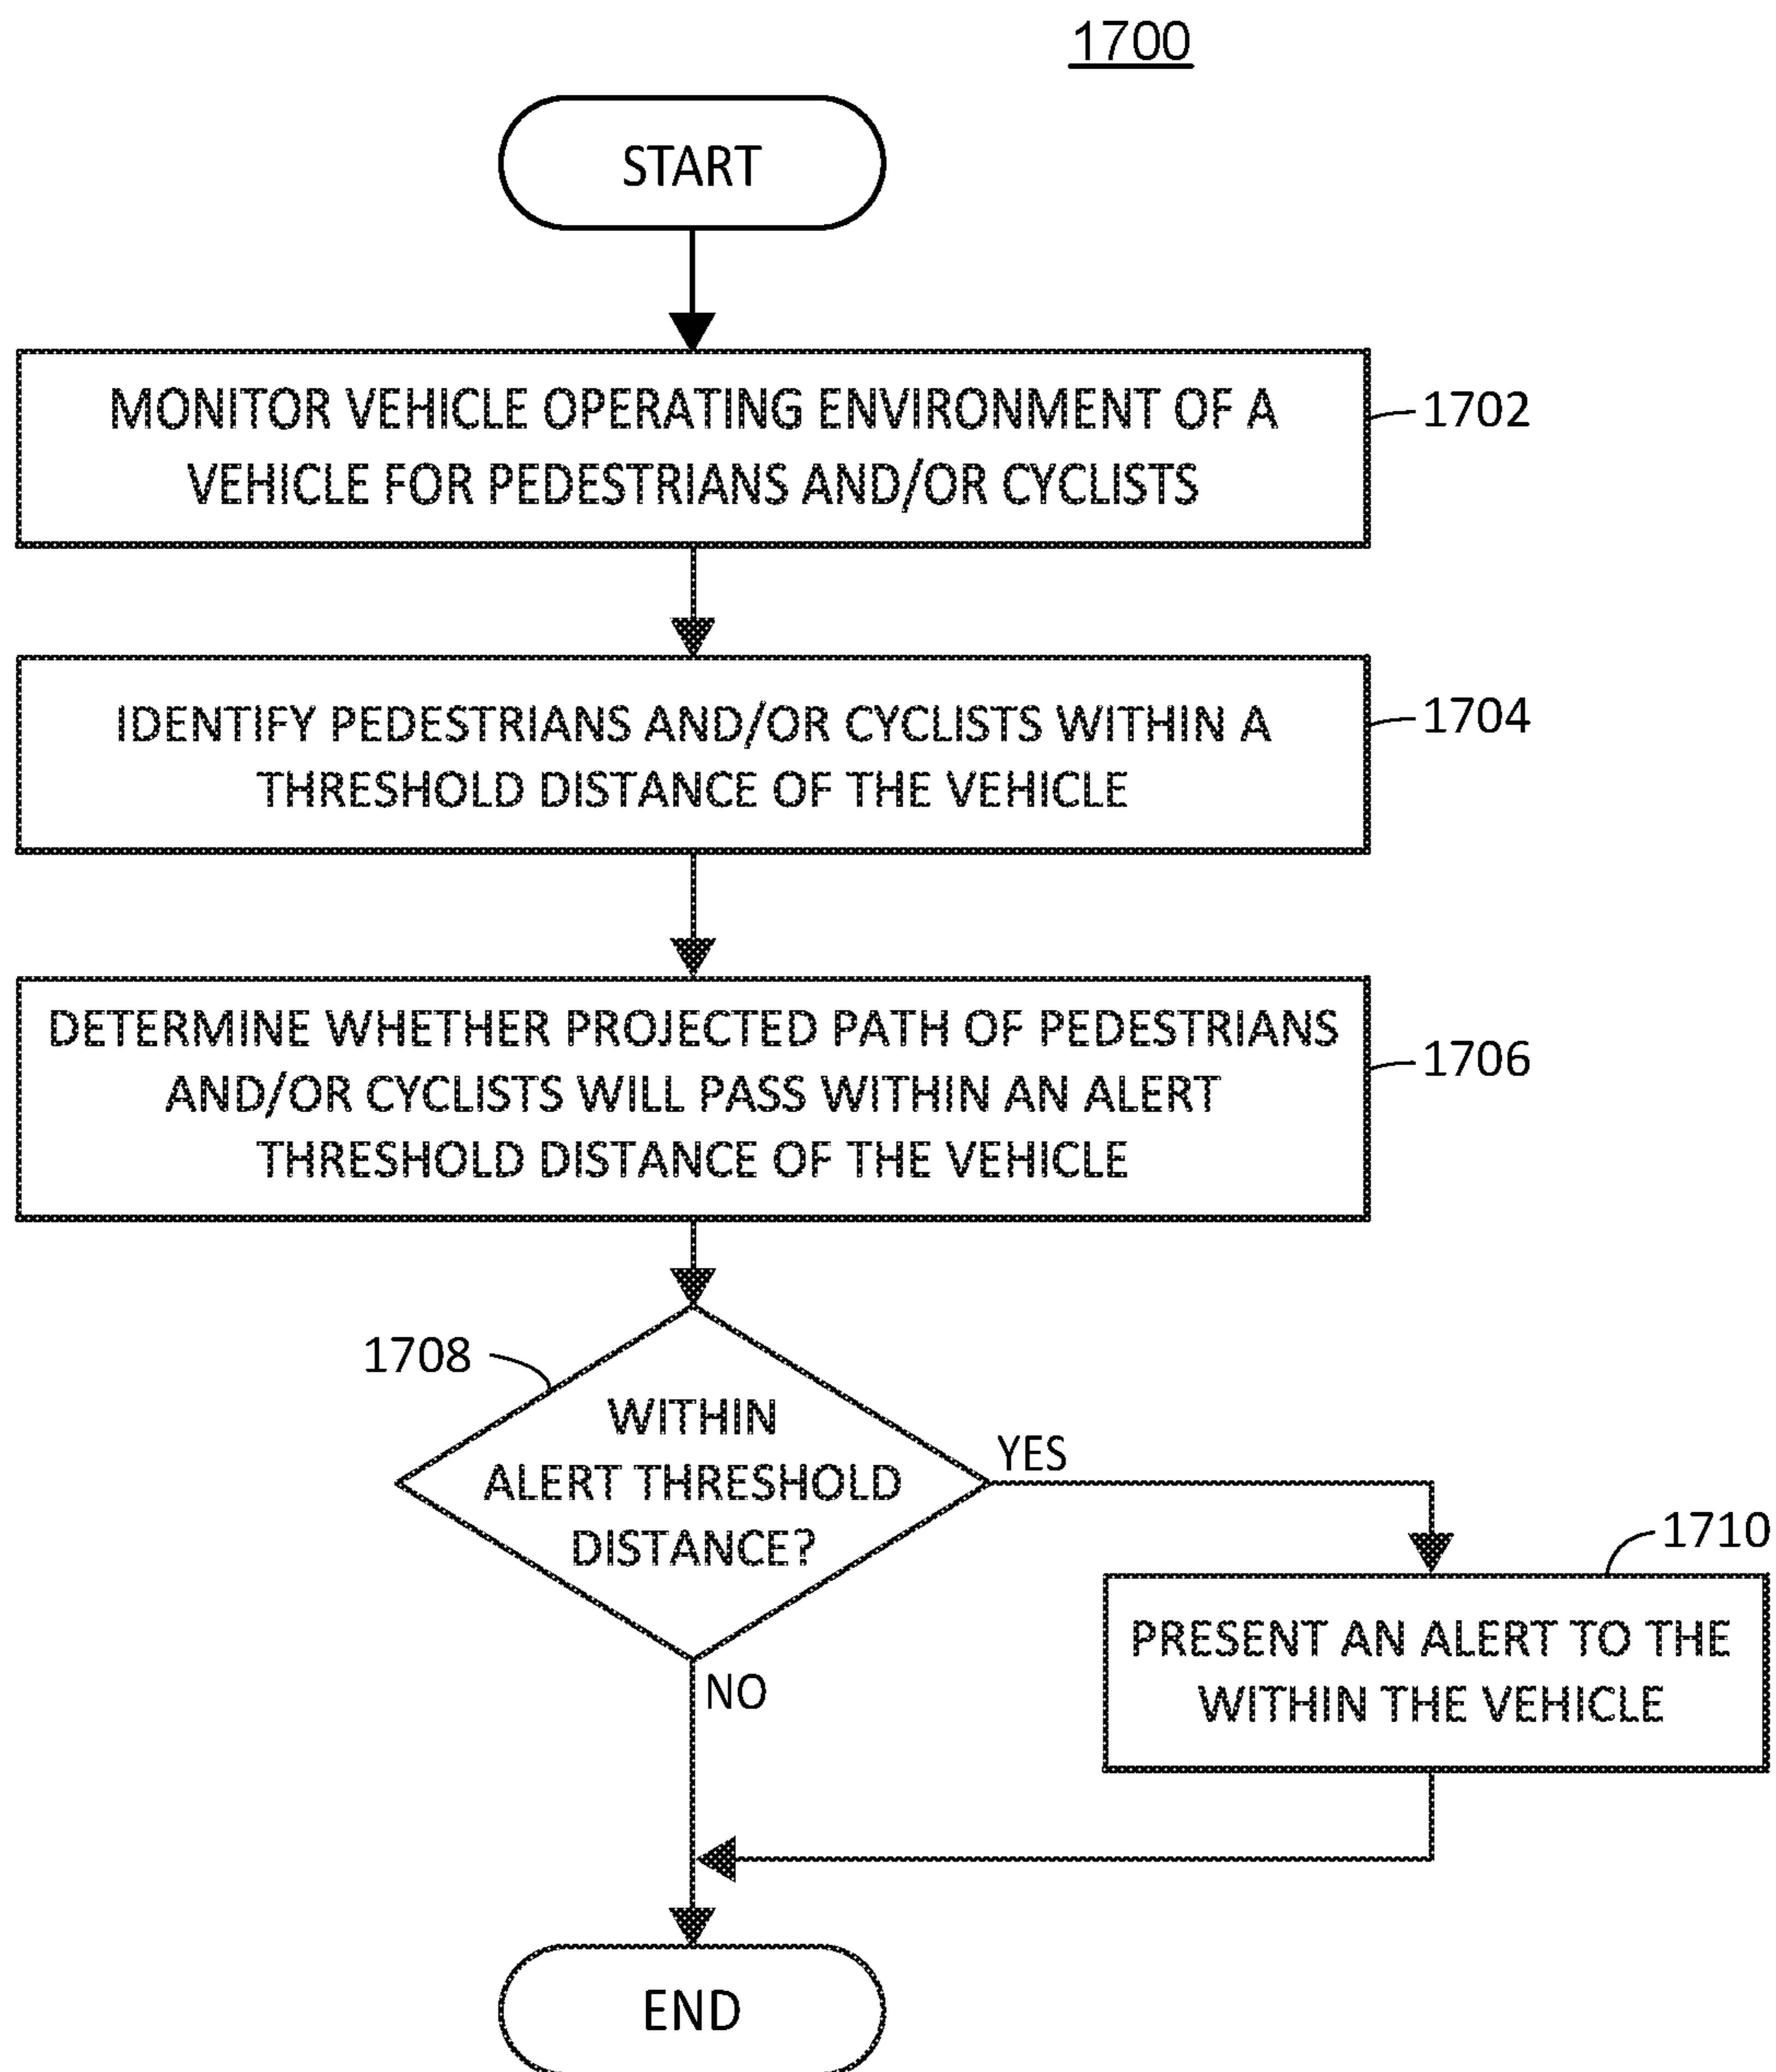 1700
START
MONITOR VEHICLE OPERATING ENVIRONMENT OF A
VEHICLE FOR PEDESTRIANS AND/OR CYCLISTS
1702
IDENTIFY PEDESTRIANS AND/OR CYCLISTS WITHIN A
THRESHOLD DISTANCE OF THE VEHICLE
1704
DETERMINE WHETHER PROJECTED PATH OF PEDESTRIANS
AND/OR CYCLISTS WILL PASS WITHIN AN ALERT
THRESHOLD DISTANCE OF THE VEHICLE
1706
1708
WITHIN
ALERT THRESHOLD
DISTANCE?
YES
1710
PRESENT AN ALERT TO THE
WITHIN THE VEHICLE
NO
END